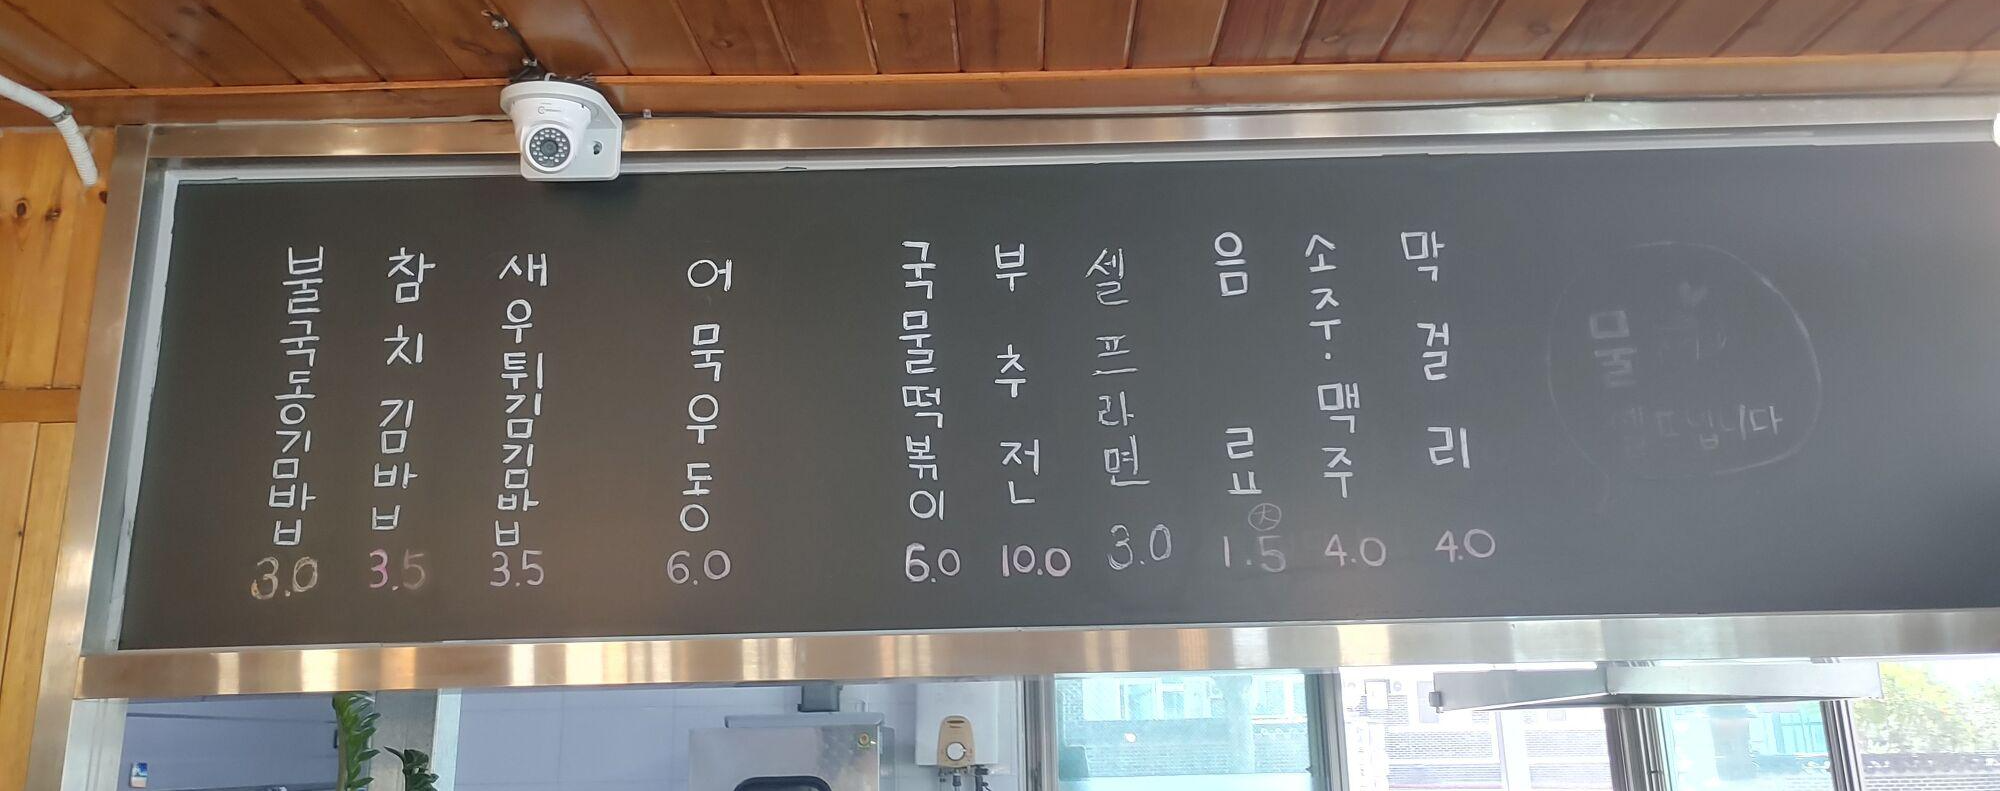 불국동김밥 3.0
참치김밥 3.5
새우튀김김밥 3.5
어묵우동 6.0
국물떡볶이 6.0
부추전 10.0
셀프라면 3.0
음료 大 1.5
소주·맥주 4.0
막걸리 4.0
물
셀프입니다